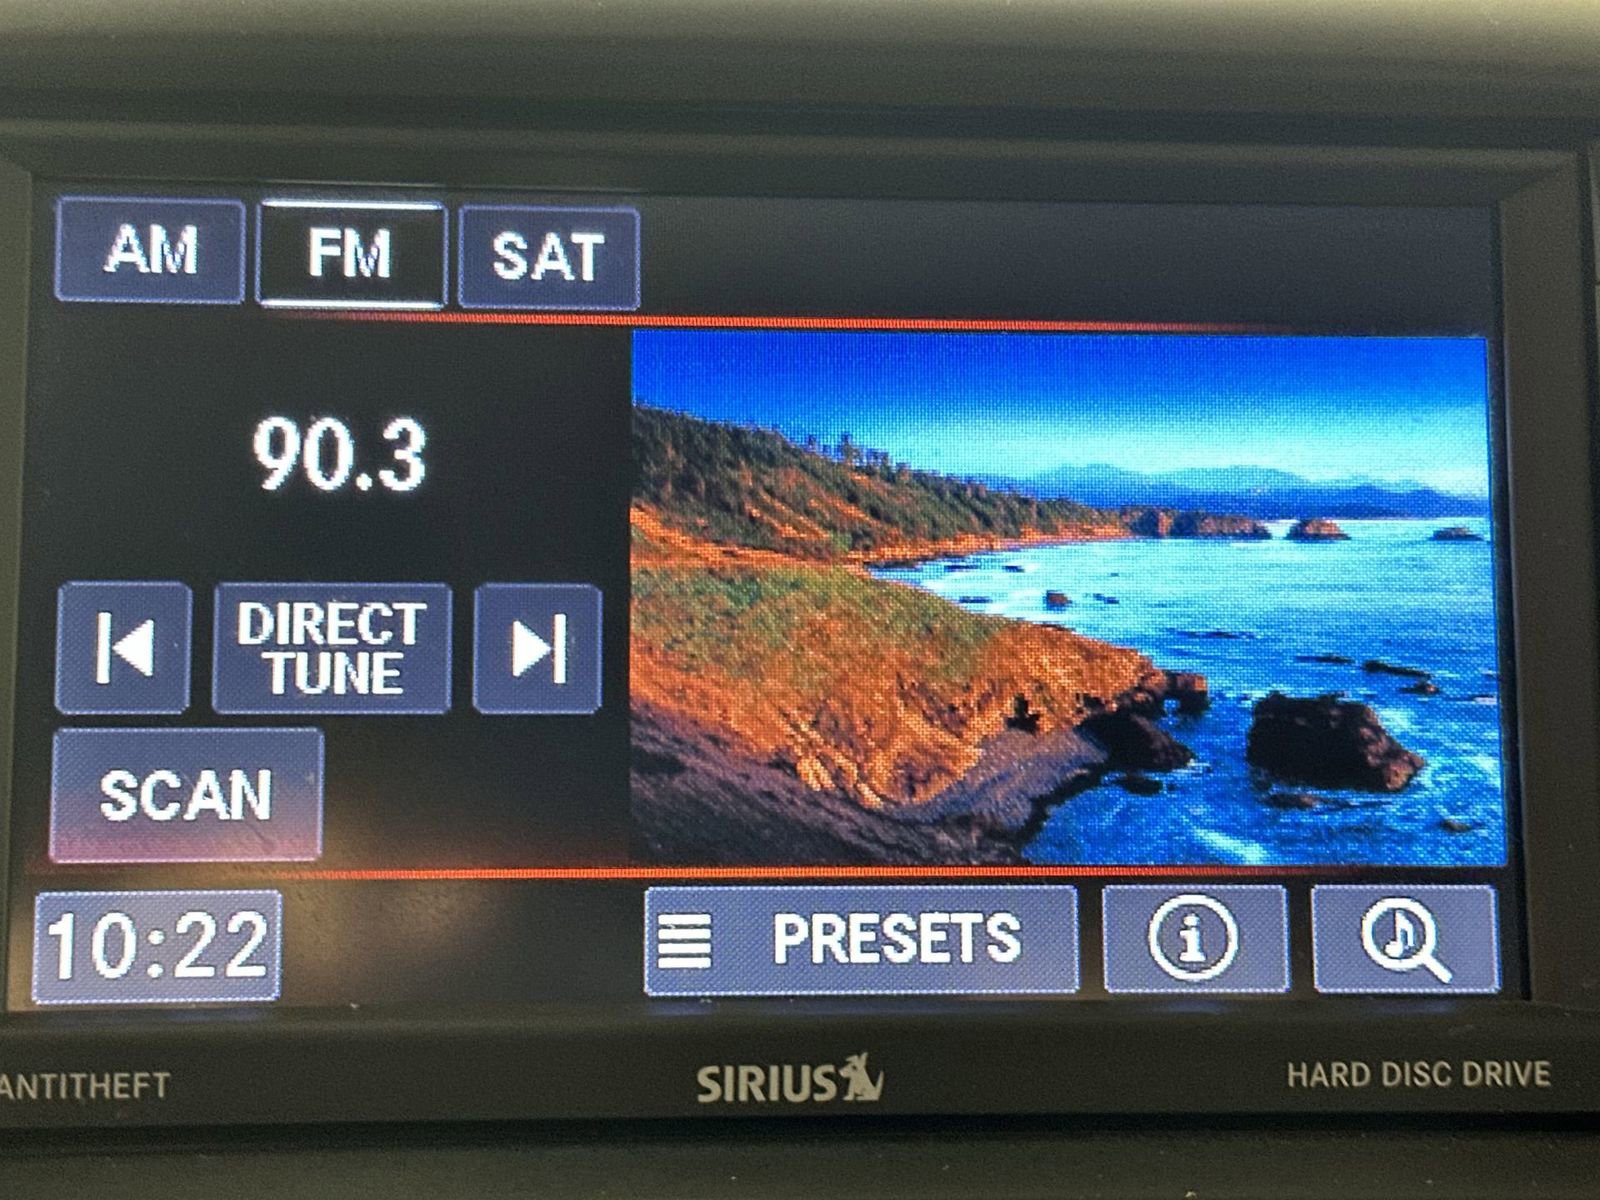 AM FM SAT
90.3
DIRECT
TUNE
SCAN
10:22 PRESETS i
ANTITHEFT SIRIUS HARD DISC DRIVE